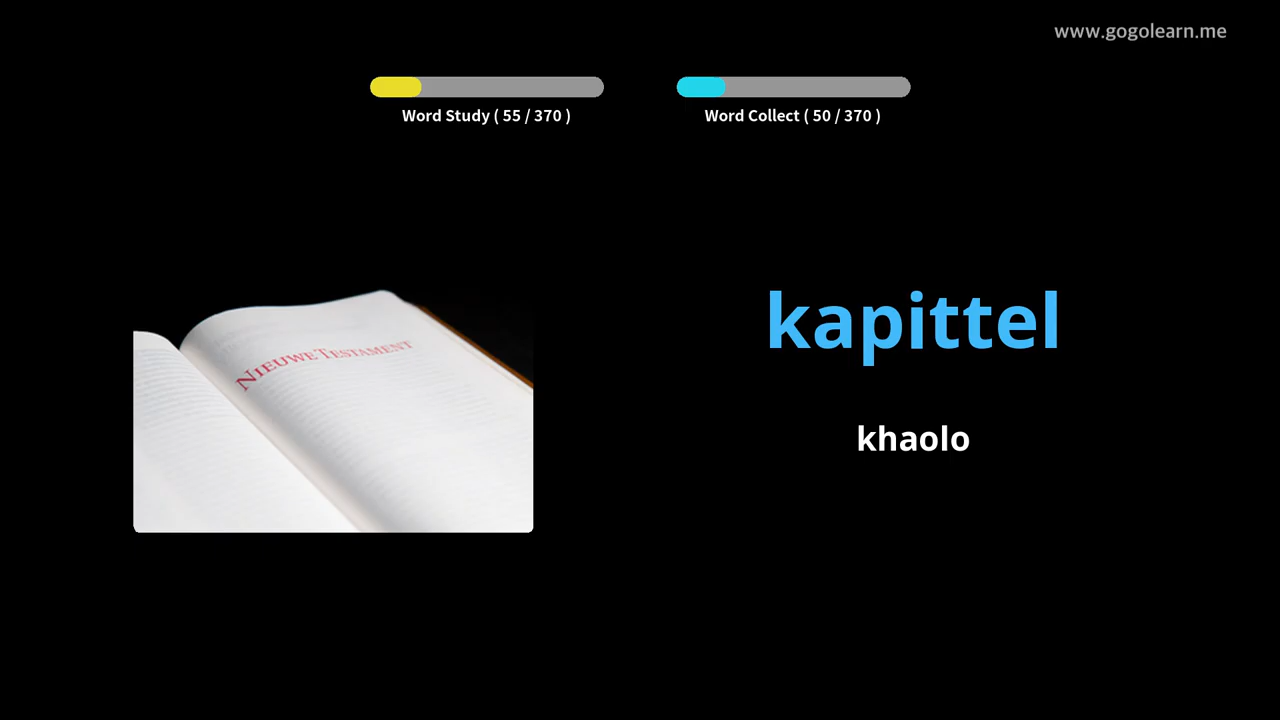 www.gogolearn.me
Word Study ( 55 / 370 )
Word Collect ( 50 / 370 )
NIEUWE TESTAMENT
kapittel
khaolo